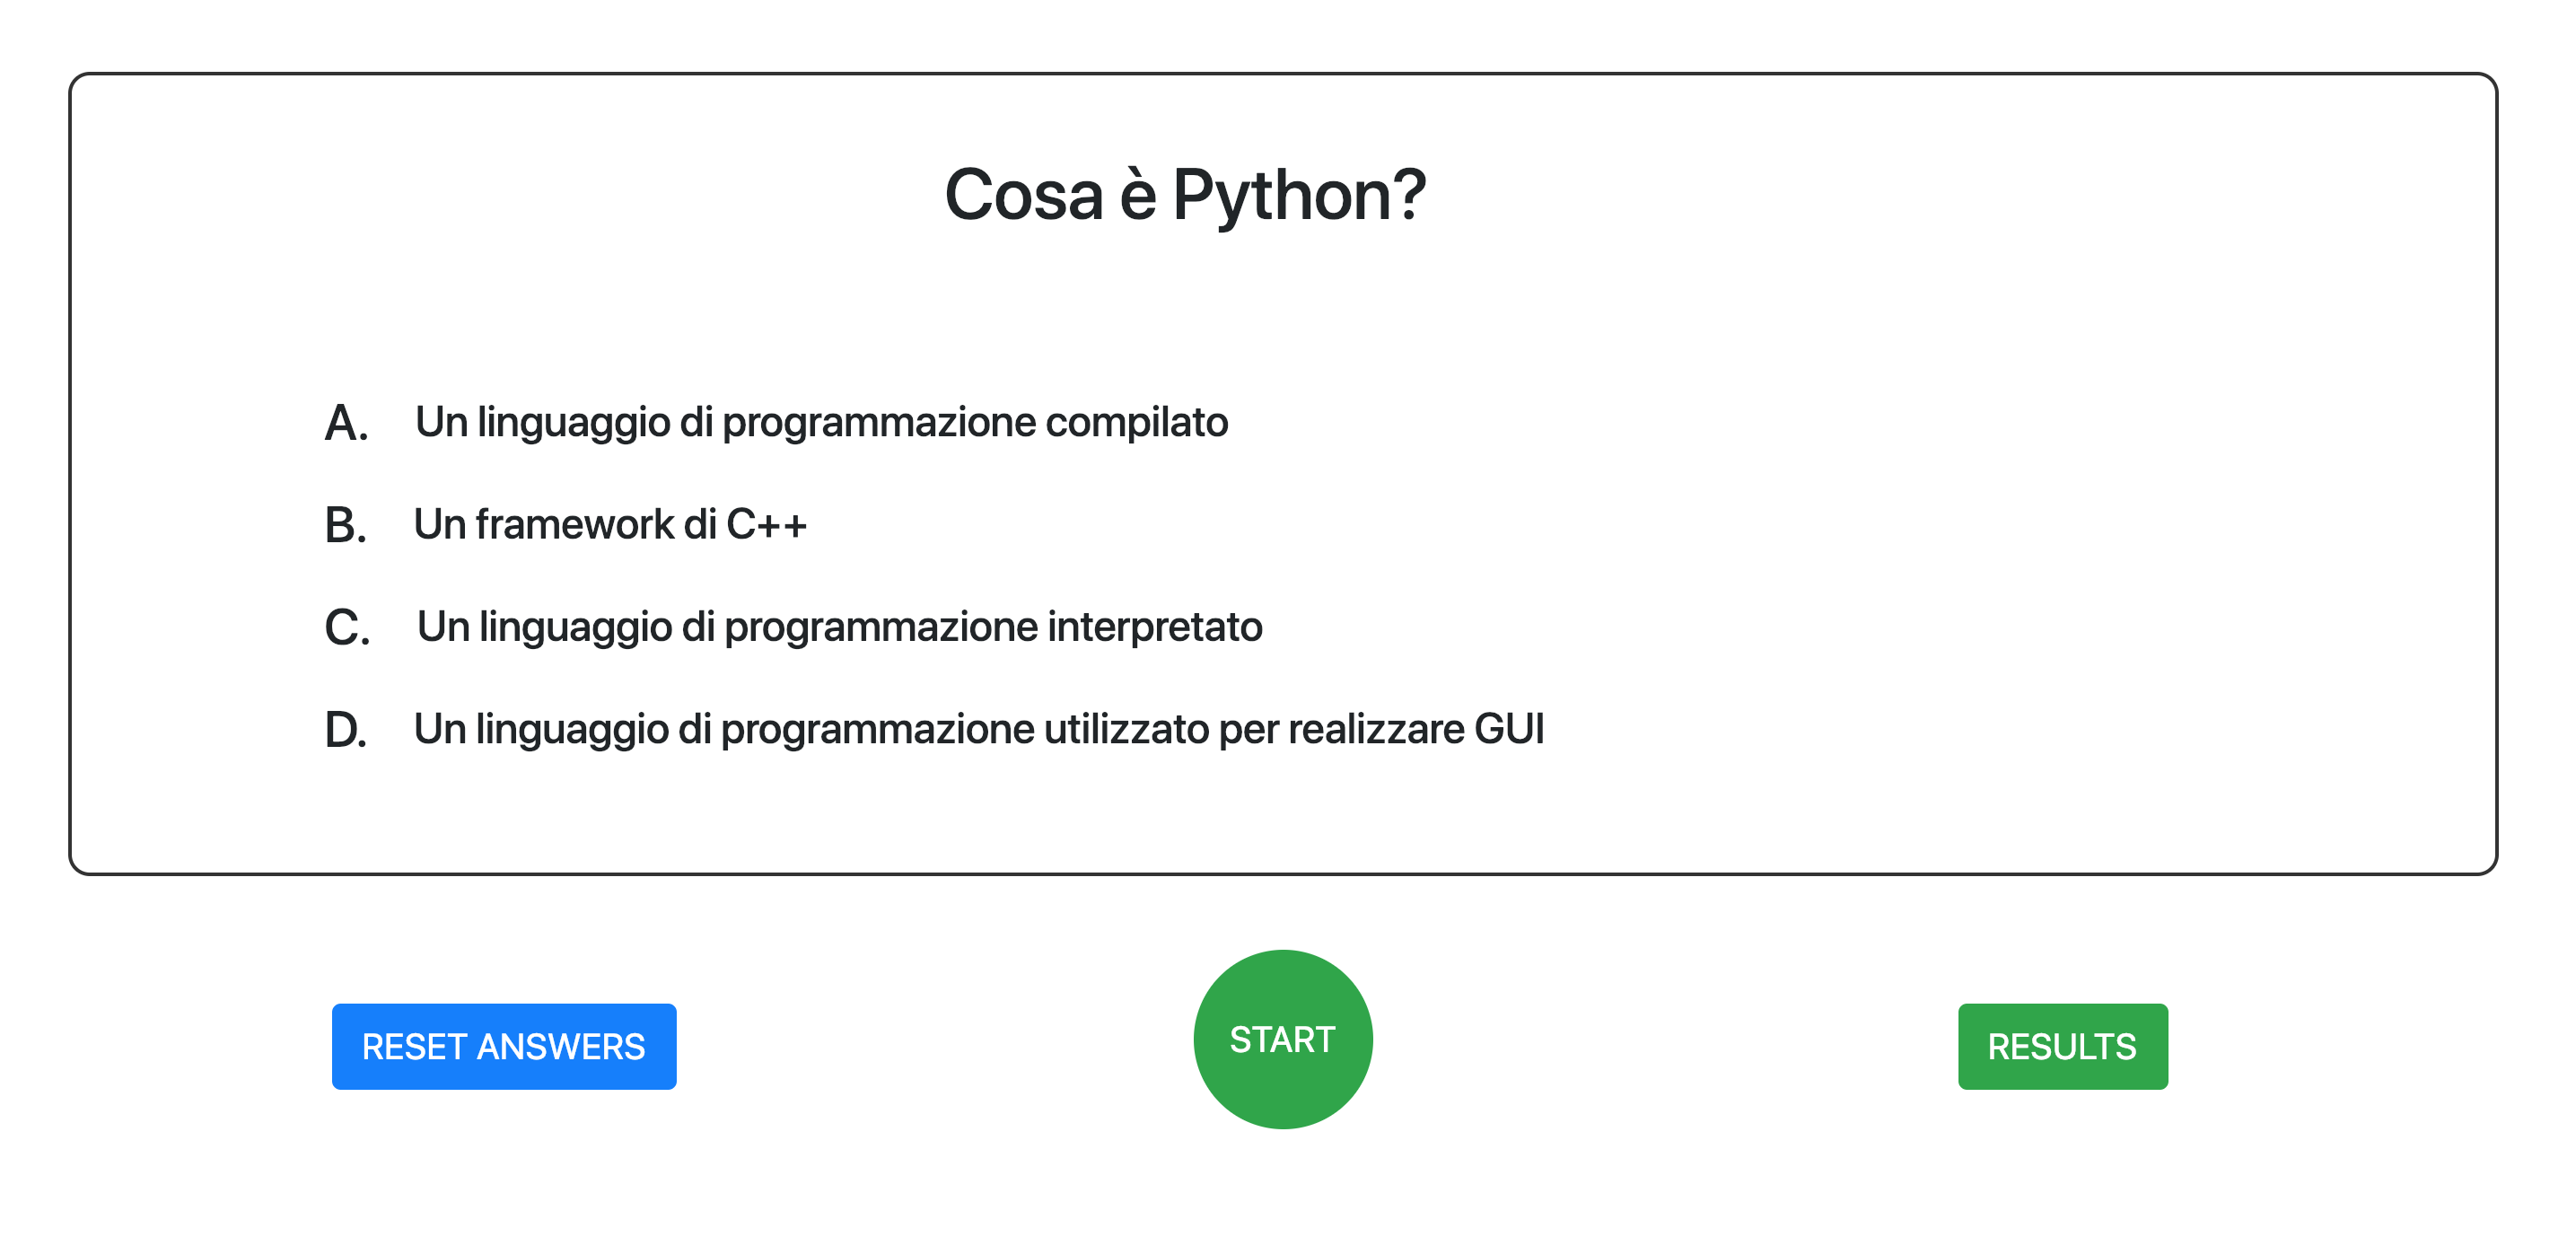 Cosa è Python?
A. Un linguaggio di programmazione compilato
B. Un framework di C++
C. Un linguaggio di programmazione interpretato
D. Un linguaggio di programmazione utilizzato per realizzare GUI
RESET ANSWERS
START
RESULTS